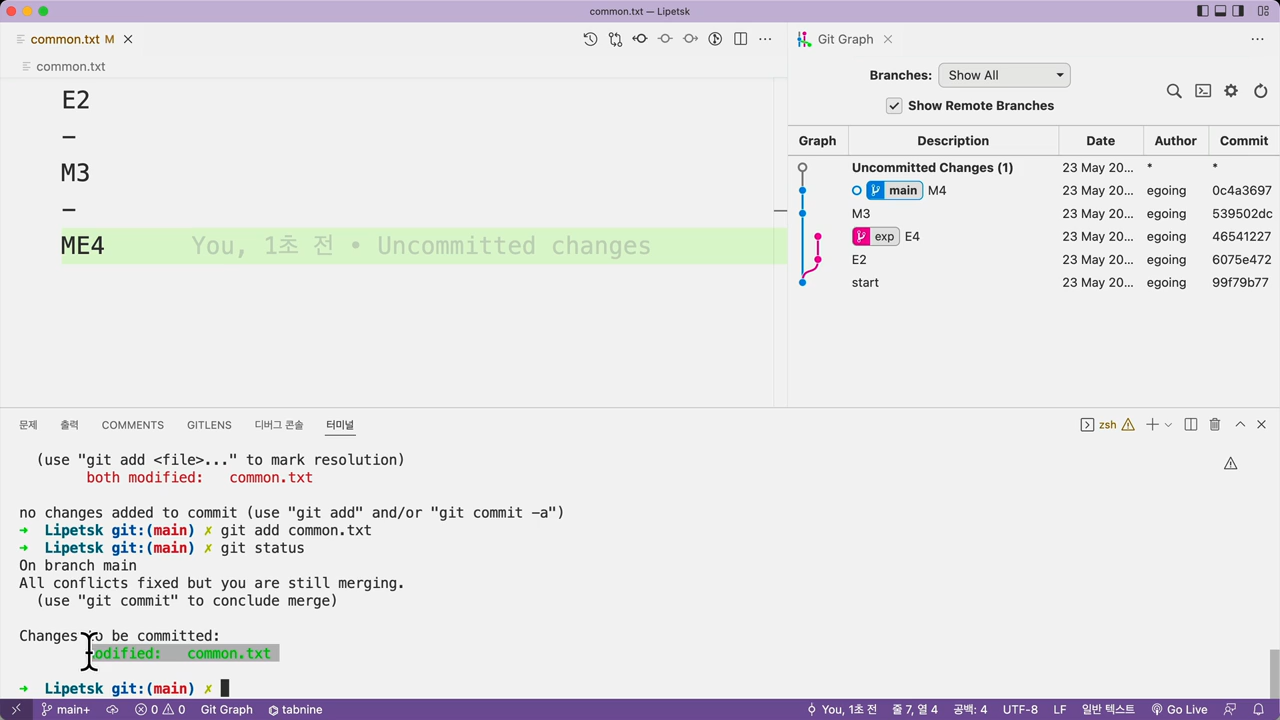 common.txt — Lipetsk
common.txt M
common.txt
E2
–
M3
–
ME4 You, 1초 전 • Uncommitted changes
Git Graph
Branches: Show All
Show Remote Branches
Graph Description Date Author Commit
Uncommitted Changes (1) 23 May 20... * *
main M4 23 May 20... egoing 0c4a3697
M3 23 May 20... egoing 539502dc
exp E4 23 May 20... egoing 46541227
E2 23 May 20... egoing 6075e472
start 23 May 20... egoing 99f79b77
문제 출력 COMMENTS GITLENS 디버그 콘솔 터미널
zsh
(use "git add <file>..." to mark resolution)
both modified: common.txt
no changes added to commit (use "git add" and/or "git commit -a")
➜ Lipetsk git:(main) ✗ git add common.txt
➜ Lipetsk git:(main) ✗ git status
On branch main
All conflicts fixed but you are still merging.
(use "git commit" to conclude merge)
Changes to be committed:
modified: common.txt
➜ Lipetsk git:(main) ✗
main+ 0 0 Git Graph tabnine You, 1초 전 줄 7, 열 4 공백: 4 UTF-8 LF 일반 텍스트 Go Live